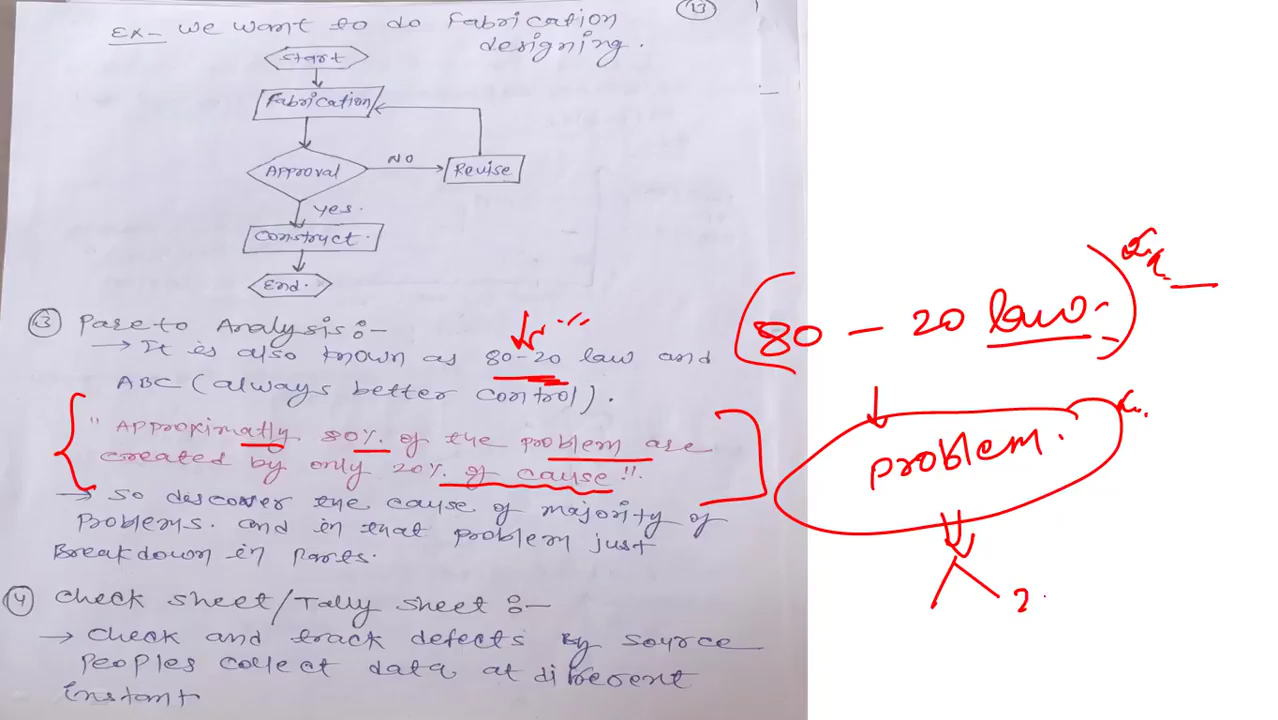 13
Ex- we want to do Fabrication
designing.
Start
Fabrication
Approval
NO
Revise
yes.
Construct.
End.
③ Pareto Analysis:-
→ It is also known as 80-20 law and
ABC (always better control).
"Approximatly 80% of the problem are
created by only 20% of cause!!.
→ So discover the cause of majority of
Problems. and in that problem just
Breakdown in Parts.
④ Check Sheet/Tally sheet :-
→ Check and track defects by source
Peoples collect data at different
instant
(80 - 20 law.)
problem.
2.